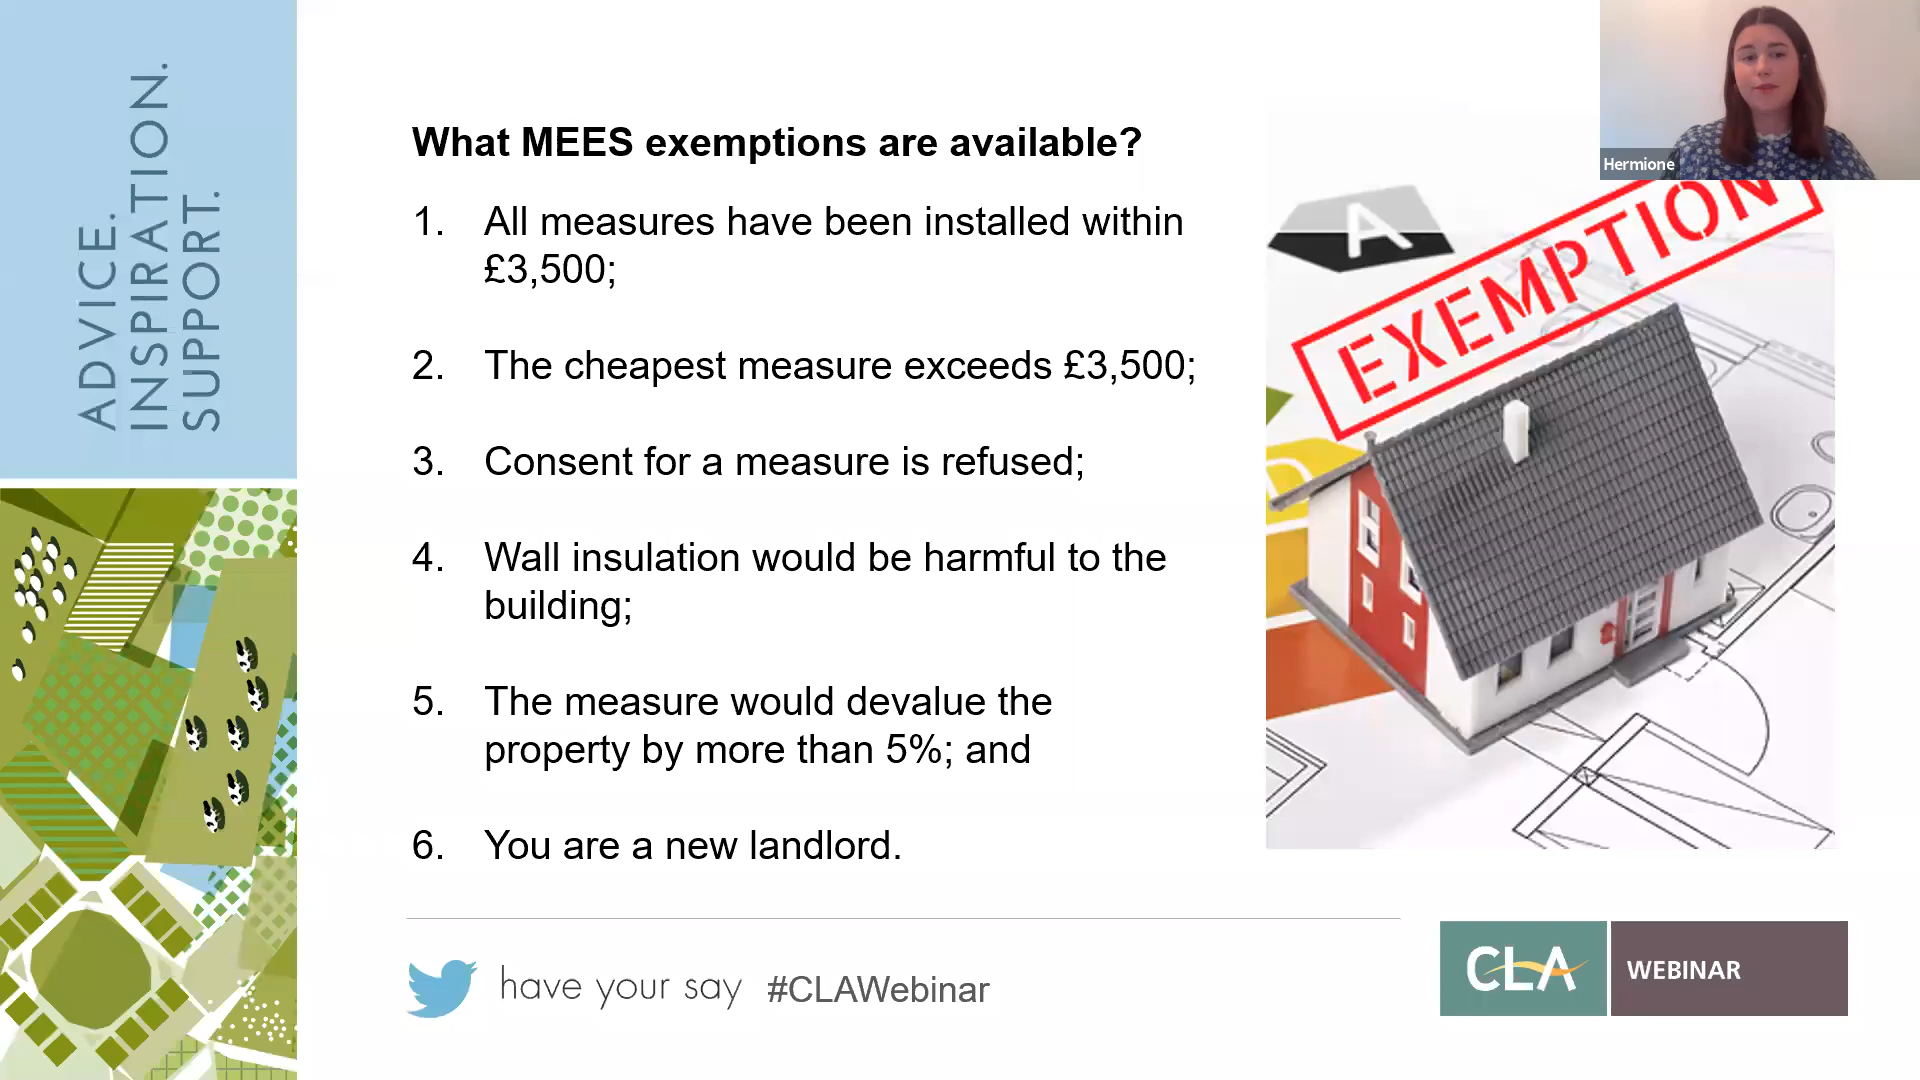 ADVICE.
INSPIRATION.
SUPPORT.
Hermione
What MEES exemptions are available?
1. All measures have been installed within
£3,500;
2. The cheapest measure exceeds £3,500;
3. Consent for a measure is refused;
4. Wall insulation would be harmful to the
building;
5. The measure would devalue the
property by more than 5%; and
6. You are a new landlord.
A
EXEMPTION
D
have your say #CLAWebinar
CLA WEBINAR